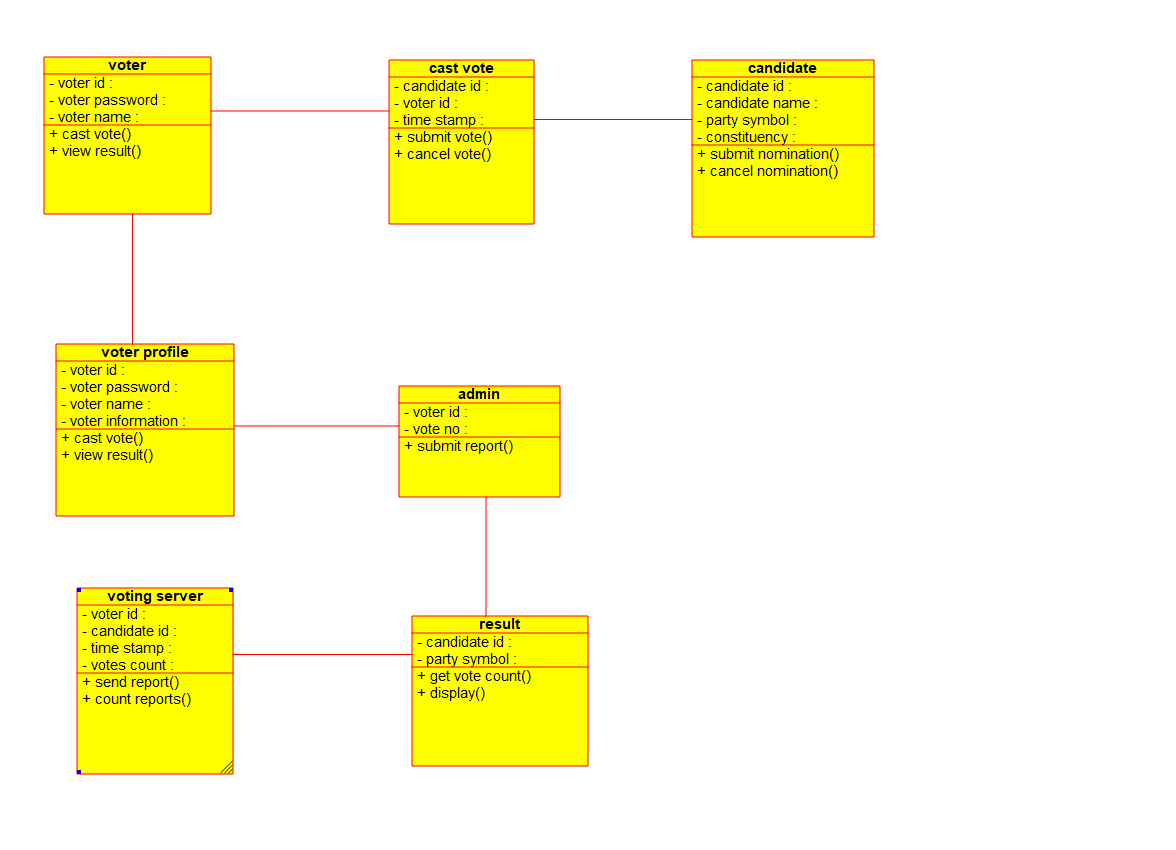 voter
- voter id :
- voter password :
- voter name :
+ cast vote()
+ view result()
cast vote
- candidate id :
- voter id :
- time stamp :
+ submit vote()
+ cancel vote()
candidate
- candidate id :
- candidate name :
- party symbol :
- constituency :
+ submit nomination()
+ cancel nomination()
voter profile
- voter id :
- voter password :
- voter name :
- voter information :
+ cast vote()
+ view result()
admin
- voter id :
- vote no :
+ submit report()
voting server
- voter id :
- candidate id :
- time stamp :
- votes count :
+ send report()
+ count reports()
result
- candidate id :
- party symbol :
+ get vote count()
+ display()